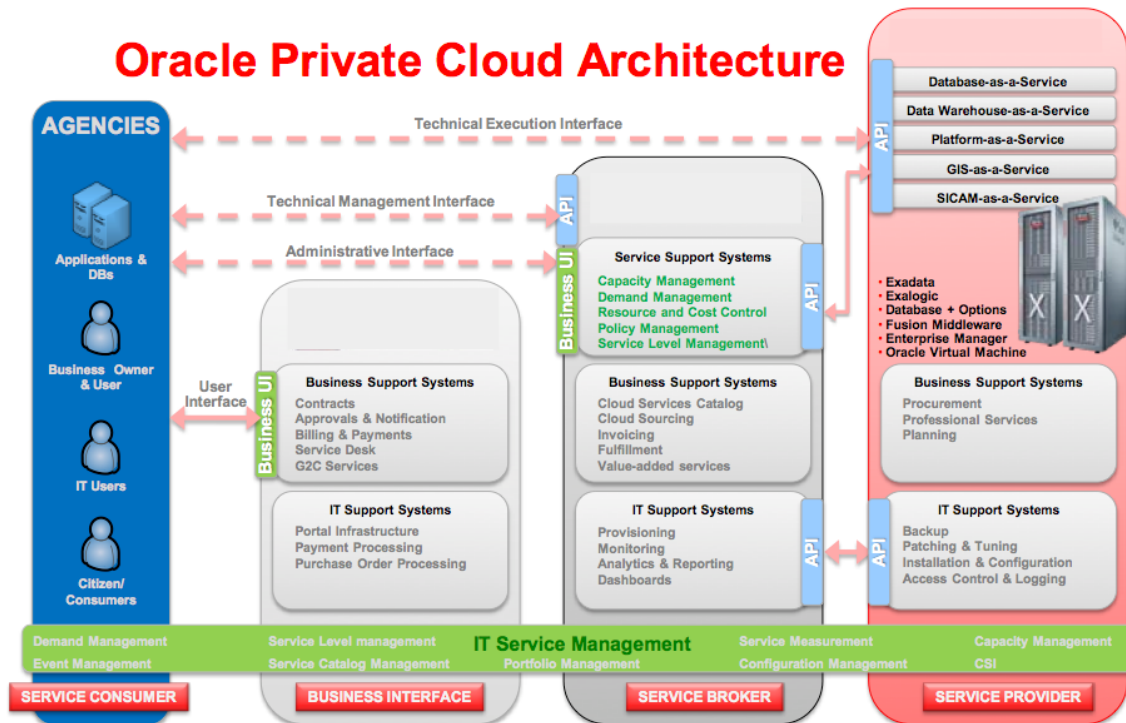 Oracle Private Cloud Architecture
AGENCIES
Applications &
DBs
Business Owner
& User
IT Users
Citizen/
Consumers
Technical Execution Interface
Technical Management Interface
Administrative Interface
User
Interface
Business UI
Business Support Systems
Contracts
Approvals & Notification
Billing & Payments
Service Desk
G2C Services
IT Support Systems
Portal Infrastructure
Payment Processing
Purchase Order Processing
API
Business UI
Service Support Systems
Capacity Management
Demand Management
Resource and Cost Control
Policy Management
Service Level Management\
API
Business Support Systems
Cloud Services Catalog
Cloud Sourcing
Invoicing
Fulfillment
Value-added services
IT Support Systems
Provisioning
Monitoring
Analytics & Reporting
Dashboards
API
API
Database-as-a-Service
Data Warehouse-as-a-Service
Platform-as-a-Service
GIS-as-a-Service
SICAM-as-a-Service
X X
• Exadata
• Exalogic
• Database + Options
• Fusion Middleware
• Enterprise Manager
• Oracle Virtual Machine
Business Support Systems
Procurement
Professional Services
Planning
API
IT Support Systems
Backup
Patching & Tuning
Installation & Configuration
Access Control & Logging
IT Service Management
Demand Management
Service Level management
Service Measurement
Capacity Management
Event Management
Service Catalog Management
Portfolio Management
Configuration Management
CSI
SERVICE CONSUMER
BUSINESS INTERFACE
SERVICE BROKER
SERVICE PROVIDER